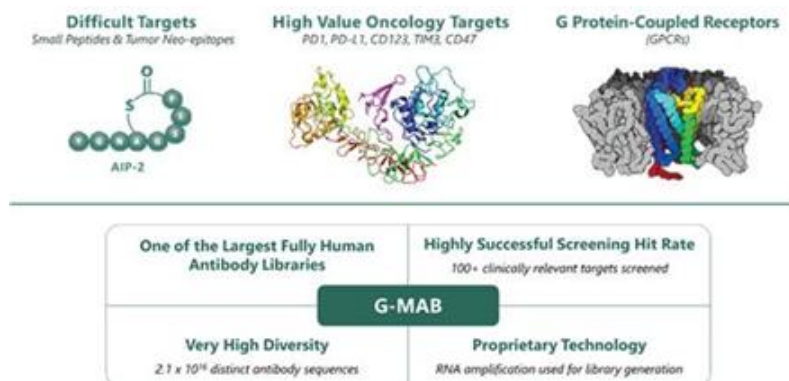 Difficult Targets
Small Peptides & Tumor Neo-epitopes
S
O
AIP-2
High Value Oncology Targets
PD1, PD-L1, CD123, TIM3, CD47
G Protein-Coupled Receptors
(GPCRs)
One of the Largest Fully Human
Antibody Libraries
Highly Successful Screening Hit Rate
100+ clinically relevant targets screened
G-MAB
Very High Diversity
2.1 x 10¹⁶ distinct antibody sequences
Proprietary Technology
RNA amplification used for library generation